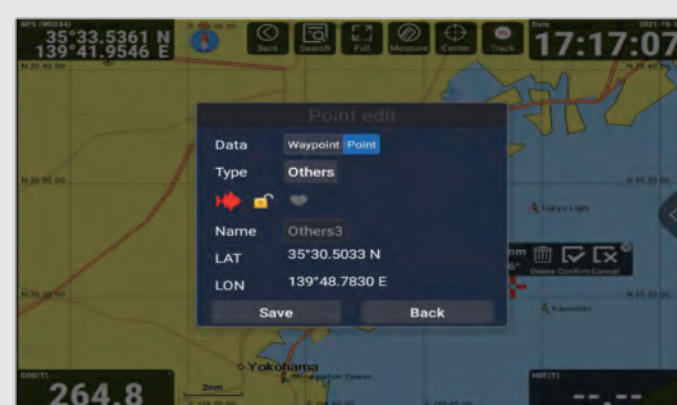 GPS (WGS84)
35°33.5361 N
139°41.9546 E
Back
Search
Full
Measure
Center
Track
Date
17:17:07
Point edit
Data
Waypoint
Point
Type
Others
Name
Others3
LAT
35°30.5033 N
LON
139°48.7830 E
Save
Back
nm
Delete
Confirm
Cancel
Tokyo Light
Kazenoto
Yokohama
COG(T)
264.8
2nm
HDT(T)
---.--